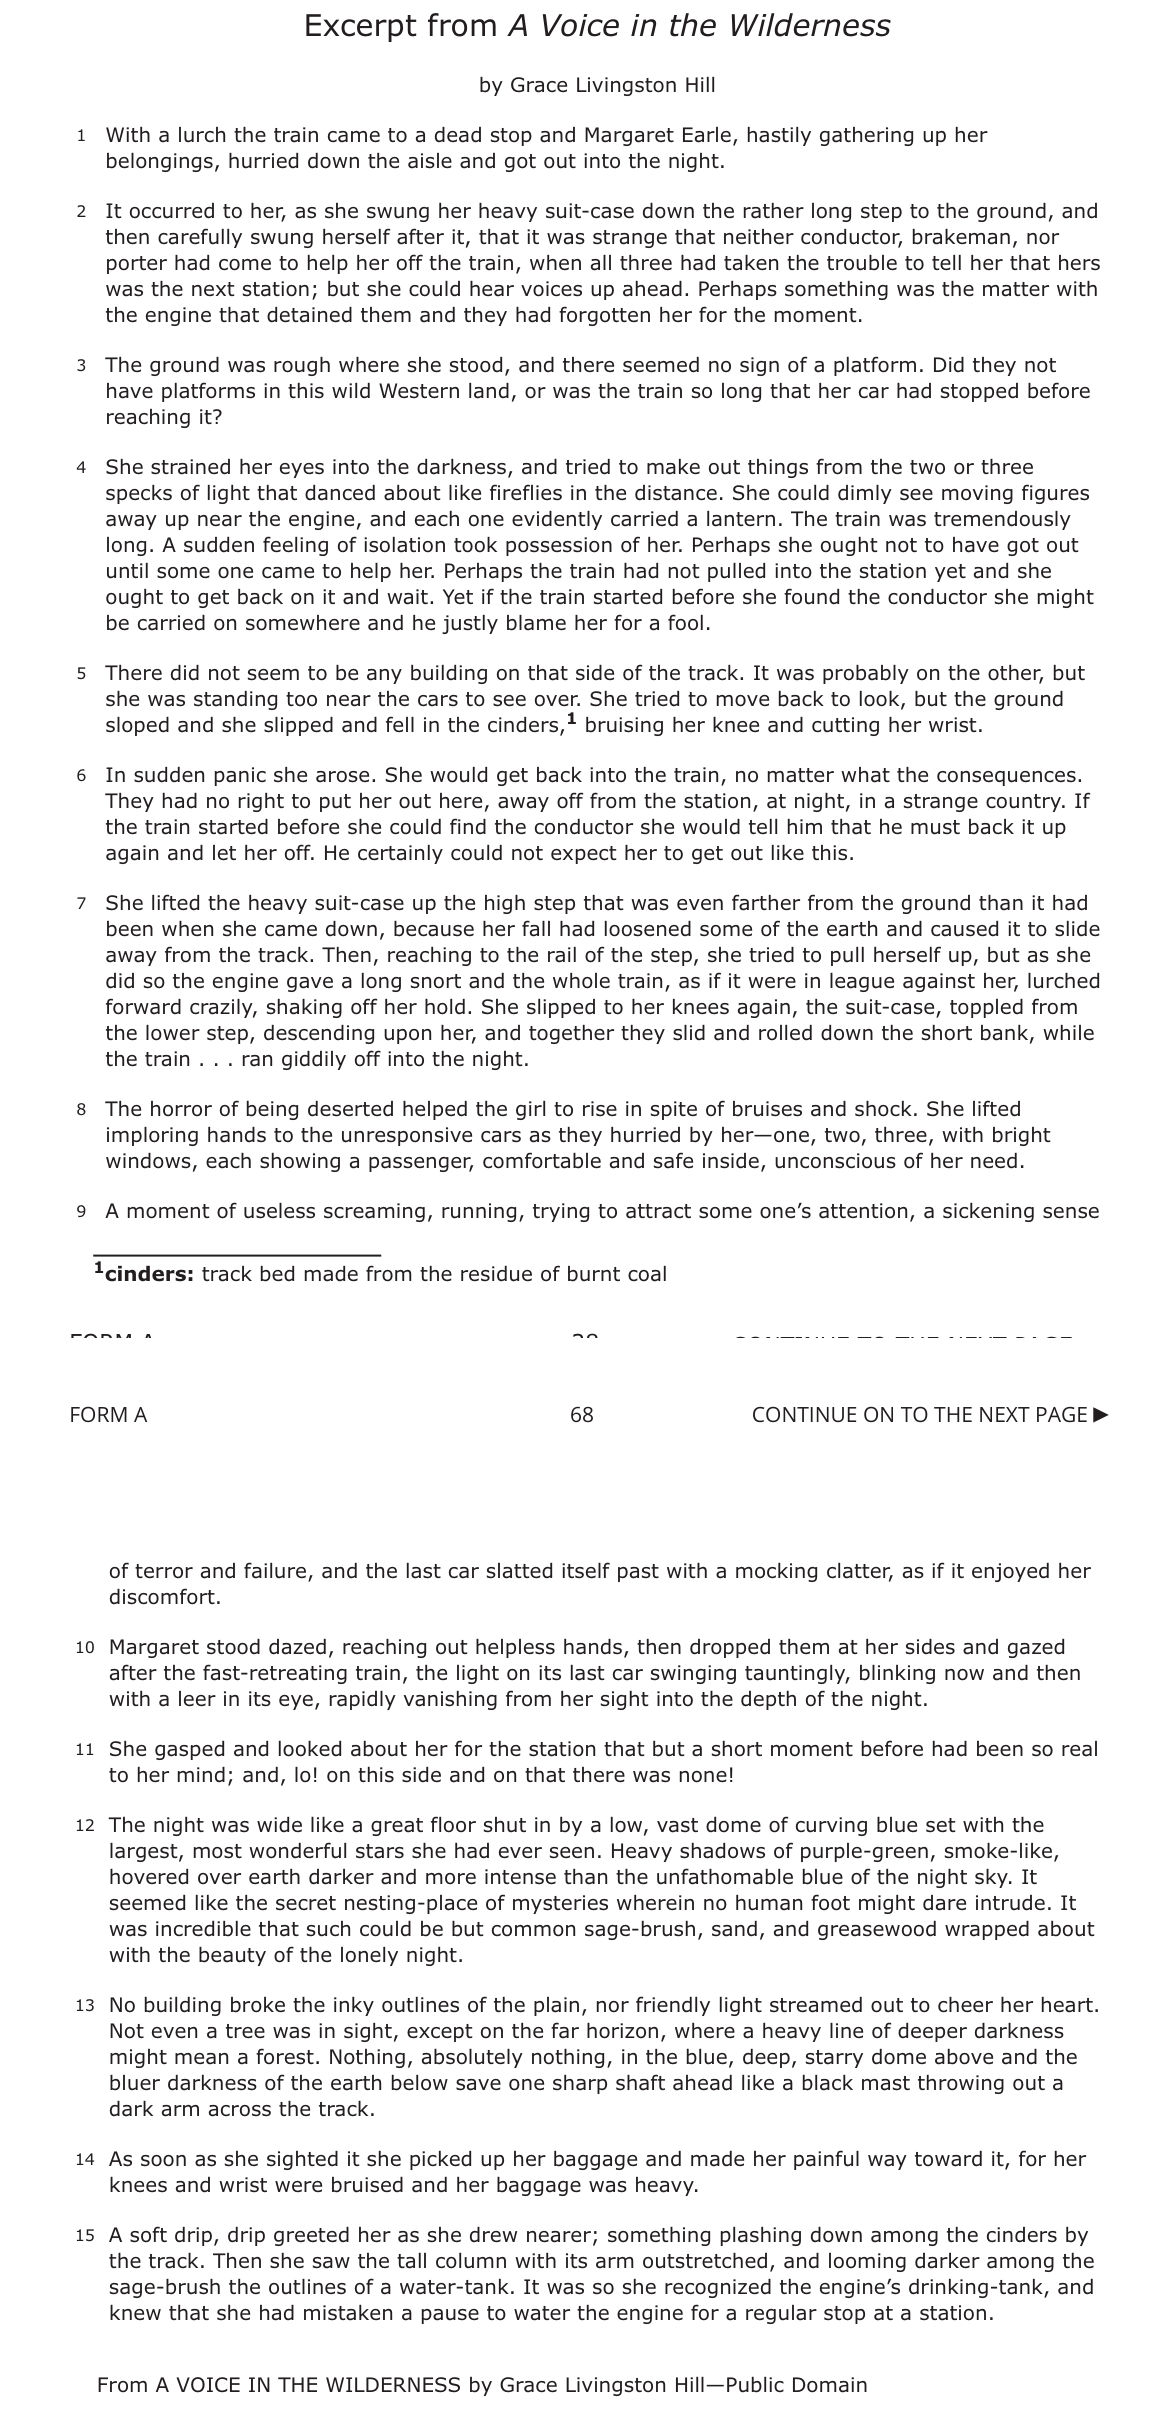 Excerpt from A Voice in the Wilderness
by Grace Livingston Hill
1 With a lurch the train came to a dead stop and Margaret Earle, hastily gathering up her
belongings, hurried down the aisle and got out into the night.
2 It occurred to her, as she swung her heavy suit-case down the rather long step to the ground, and
then carefully swung herself after it, that it was strange that neither conductor, brakeman, nor
porter had come to help her off the train, when all three had taken the trouble to tell her that hers
was the next station; but she could hear voices up ahead. Perhaps something was the matter with
the engine that detained them and they had forgotten her for the moment.
3 The ground was rough where she stood, and there seemed no sign of a platform. Did they not
have platforms in this wild Western land, or was the train so long that her car had stopped before
reaching it?
4 She strained her eyes into the darkness, and tried to make out things from the two or three
specks of light that danced about like fireflies in the distance. She could dimly see moving figures
away up near the engine, and each one evidently carried a lantern. The train was tremendously
long. A sudden feeling of isolation took possession of her. Perhaps she ought not to have got out
until some one came to help her. Perhaps the train had not pulled into the station yet and she
ought to get back on it and wait. Yet if the train started before she found the conductor she might
be carried on somewhere and he justly blame her for a fool.
5 There did not seem to be any building on that side of the track. It was probably on the other, but
she was standing too near the cars to see over. She tried to move back to look, but the ground
sloped and she slipped and fell in the cinders,1 bruising her knee and cutting her wrist.
6 In sudden panic she arose. She would get back into the train, no matter what the consequences.
They had no right to put her out here, away off from the station, at night, in a strange country. If
the train started before she could find the conductor she would tell him that he must back it up
again and let her off. He certainly could not expect her to get out like this.
7 She lifted the heavy suit-case up the high step that was even farther from the ground than it had
been when she came down, because her fall had loosened some of the earth and caused it to slide
away from the track. Then, reaching to the rail of the step, she tried to pull herself up, but as she
did so the engine gave a long snort and the whole train, as if it were in league against her, lurched
forward crazily, shaking off her hold. She slipped to her knees again, the suit-case, toppled from
the lower step, descending upon her, and together they slid and rolled down the short bank, while
the train . . . ran giddily off into the night.
8 The horror of being deserted helped the girl to rise in spite of bruises and shock. She lifted
imploring hands to the unresponsive cars as they hurried by her—one, two, three, with bright
windows, each showing a passenger, comfortable and safe inside, unconscious of her need.
9 A moment of useless screaming, running, trying to attract some one's attention, a sickening sense
1cinders: track bed made from the residue of burnt coal
FORM A 68 CONTINUE ON TO THE NEXT PAGE ►
of terror and failure, and the last car slatted itself past with a mocking clatter, as if it enjoyed her
discomfort.
10 Margaret stood dazed, reaching out helpless hands, then dropped them at her sides and gazed
after the fast-retreating train, the light on its last car swinging tauntingly, blinking now and then
with a leer in its eye, rapidly vanishing from her sight into the depth of the night.
11 She gasped and looked about her for the station that but a short moment before had been so real
to her mind; and, lo! on this side and on that there was none!
12 The night was wide like a great floor shut in by a low, vast dome of curving blue set with the
largest, most wonderful stars she had ever seen. Heavy shadows of purple-green, smoke-like,
hovered over earth darker and more intense than the unfathomable blue of the night sky. It
seemed like the secret nesting-place of mysteries wherein no human foot might dare intrude. It
was incredible that such could be but common sage-brush, sand, and greasewood wrapped about
with the beauty of the lonely night.
13 No building broke the inky outlines of the plain, nor friendly light streamed out to cheer her heart.
Not even a tree was in sight, except on the far horizon, where a heavy line of deeper darkness
might mean a forest. Nothing, absolutely nothing, in the blue, deep, starry dome above and the
bluer darkness of the earth below save one sharp shaft ahead like a black mast throwing out a
dark arm across the track.
14 As soon as she sighted it she picked up her baggage and made her painful way toward it, for her
knees and wrist were bruised and her baggage was heavy.
15 A soft drip, drip greeted her as she drew nearer; something plashing down among the cinders by
the track. Then she saw the tall column with its arm outstretched, and looming darker among the
sage-brush the outlines of a water-tank. It was so she recognized the engine's drinking-tank, and
knew that she had mistaken a pause to water the engine for a regular stop at a station.
From A VOICE IN THE WILDERNESS by Grace Livingston Hill—Public Domain